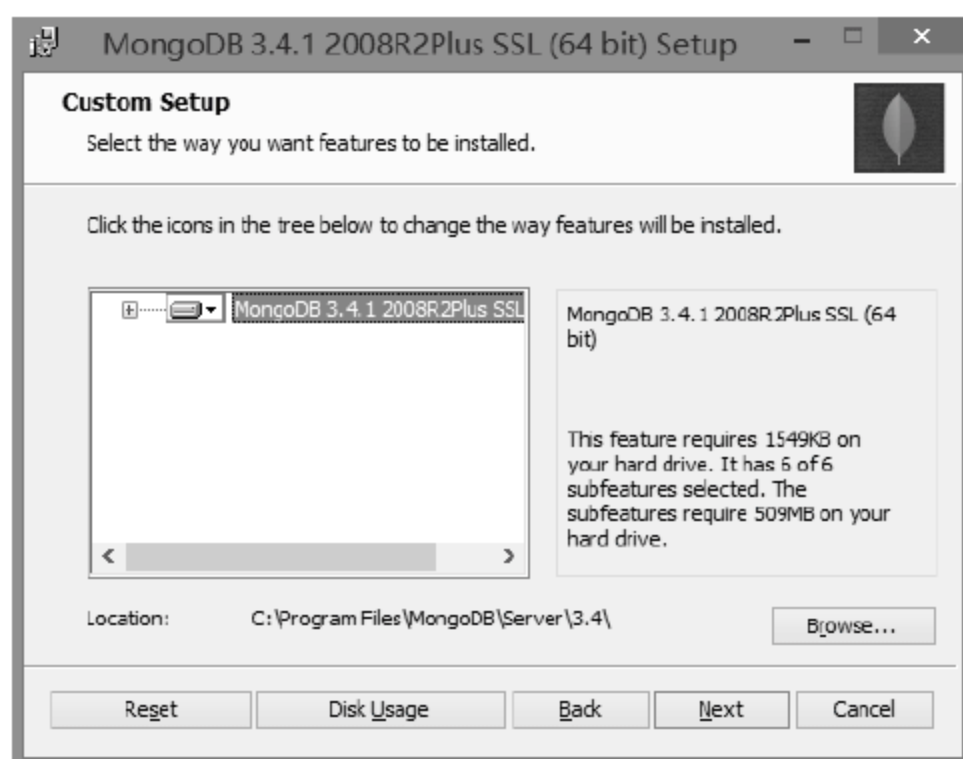 MongoDB 3.4.1 2008R2Plus SSL (64 bit) Setup
Custom Setup
Select the way you want features to be installed.
Click the icons in the tree below to change the way features will be installed.
MongoDB 3.4.1 2008R2Plus SSL
MongoDB 3.4.1 2008R2Plus SSL (64
bit)
This feature requires 1549KB on
your hard drive. It has 6 of 6
subfeatures selected. The
subfeatures require 509MB on your
hard drive.
Location: C:\Program Files\MongoDB\Server\3.4\
Browse...
Reset Disk Usage Back Next Cancel